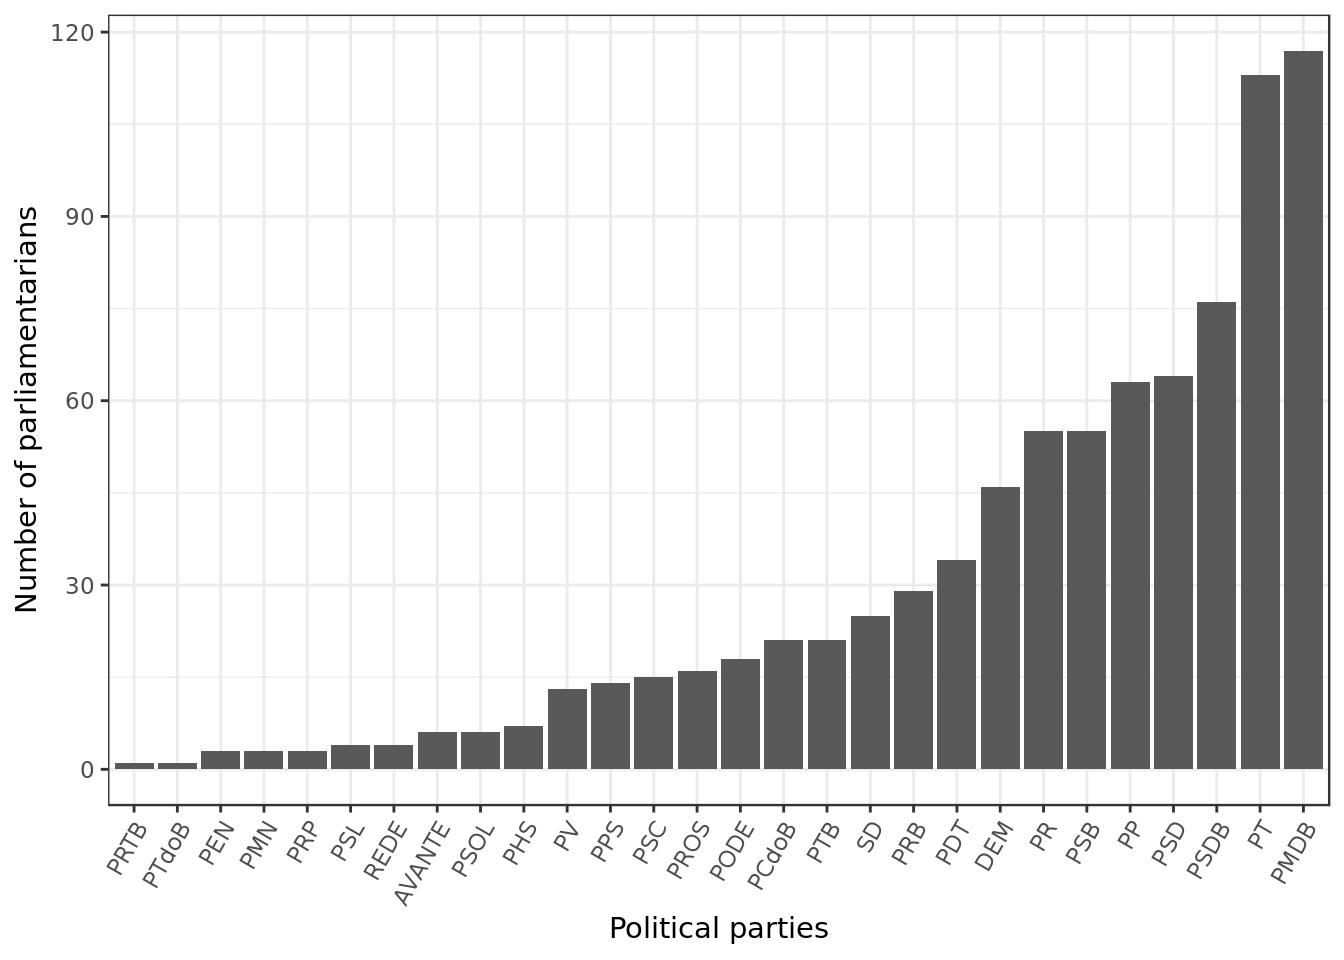 120
90
60
30
0
Number of parliamentarians
PRTB
PTdoB
PEN
PMN
PRP
PSL
REDE
AVANTE
PSOL
PHS
PV
PPS
PSC
PROS
PODE
PCdoB
PTB
SD
PRB
PDT
DEM
PR
PSB
PP
PSD
PSDB
PT
PMDB
Political parties